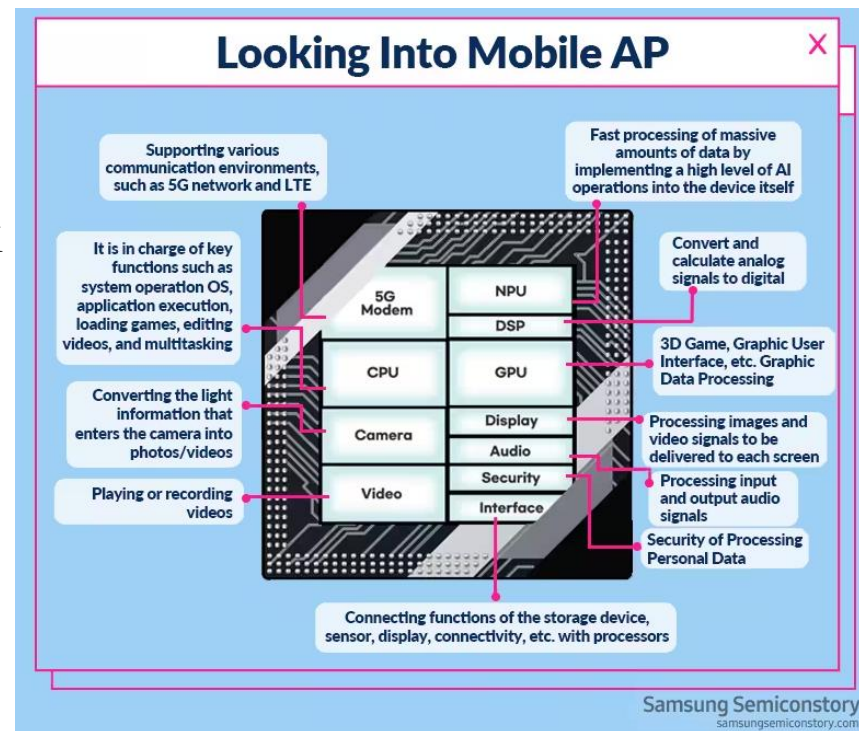 Looking Into Mobile AP
X
Supporting various
communication environments,
such as 5G network and LTE
Fast processing of massive
amounts of data by
implementing a high level of AI
operations into the device itself
It is in charge of key
functions such as
system operation OS,
application execution,
loading games, editing
videos, and multitasking
Convert and
calculate analog
signals to digital
3D Game, Graphic User
Interface, etc. Graphic
Data Processing
Converting the light
information that
enters the camera into
photos/videos
Processing images and
video signals to be
delivered to each screen
Playing or recording
videos
Processing input
and output audio
signals
Security of Processing
Personal Data
5G
Modem
CPU
Camera
Video
NPU
DSP
GPU
Display
Audio
Security
Interface
Connecting functions of the storage device,
sensor, display, connectivity, etc. with processors
Samsung Semiconstory
samsungsemiconstory.com